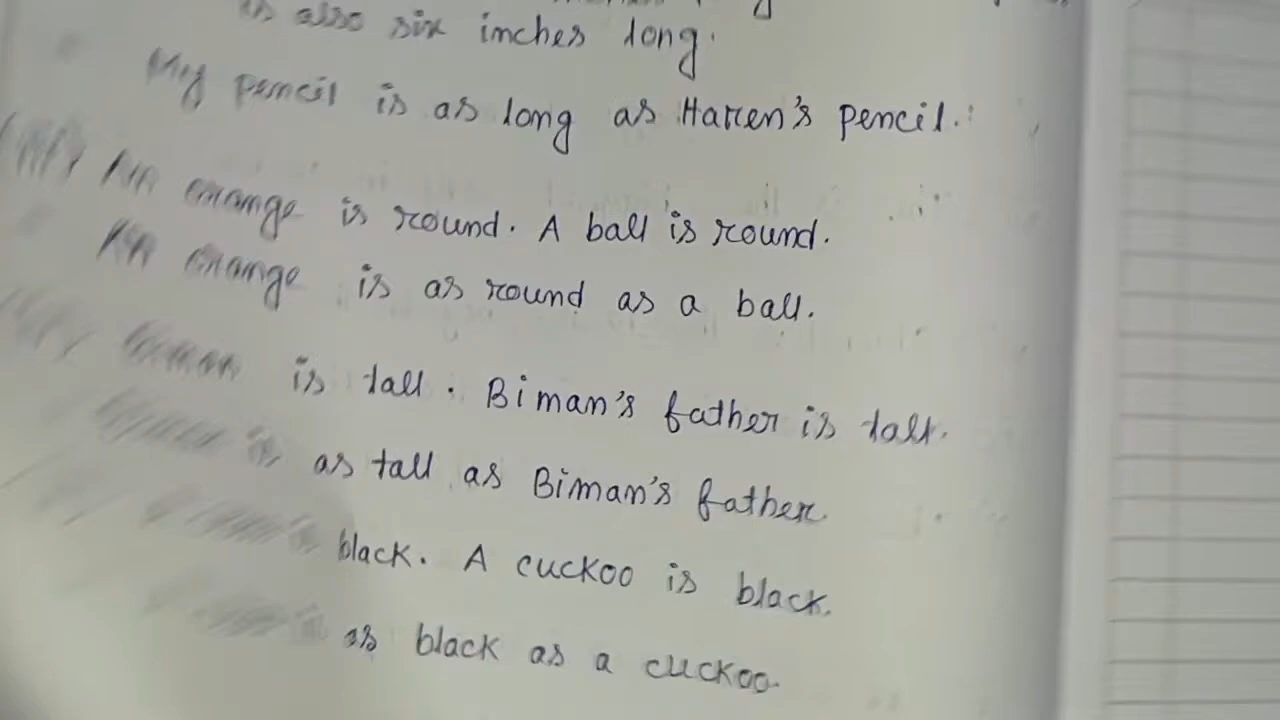 is also six inches long.
My pencil is as long as Haren's pencil.
An orange is round. A ball is round.
An orange is as round as a ball.
is tall. Biman's father is tall.
is as tall as Biman's father.
black. A cuckoo is black.
as black as a cuckoo.